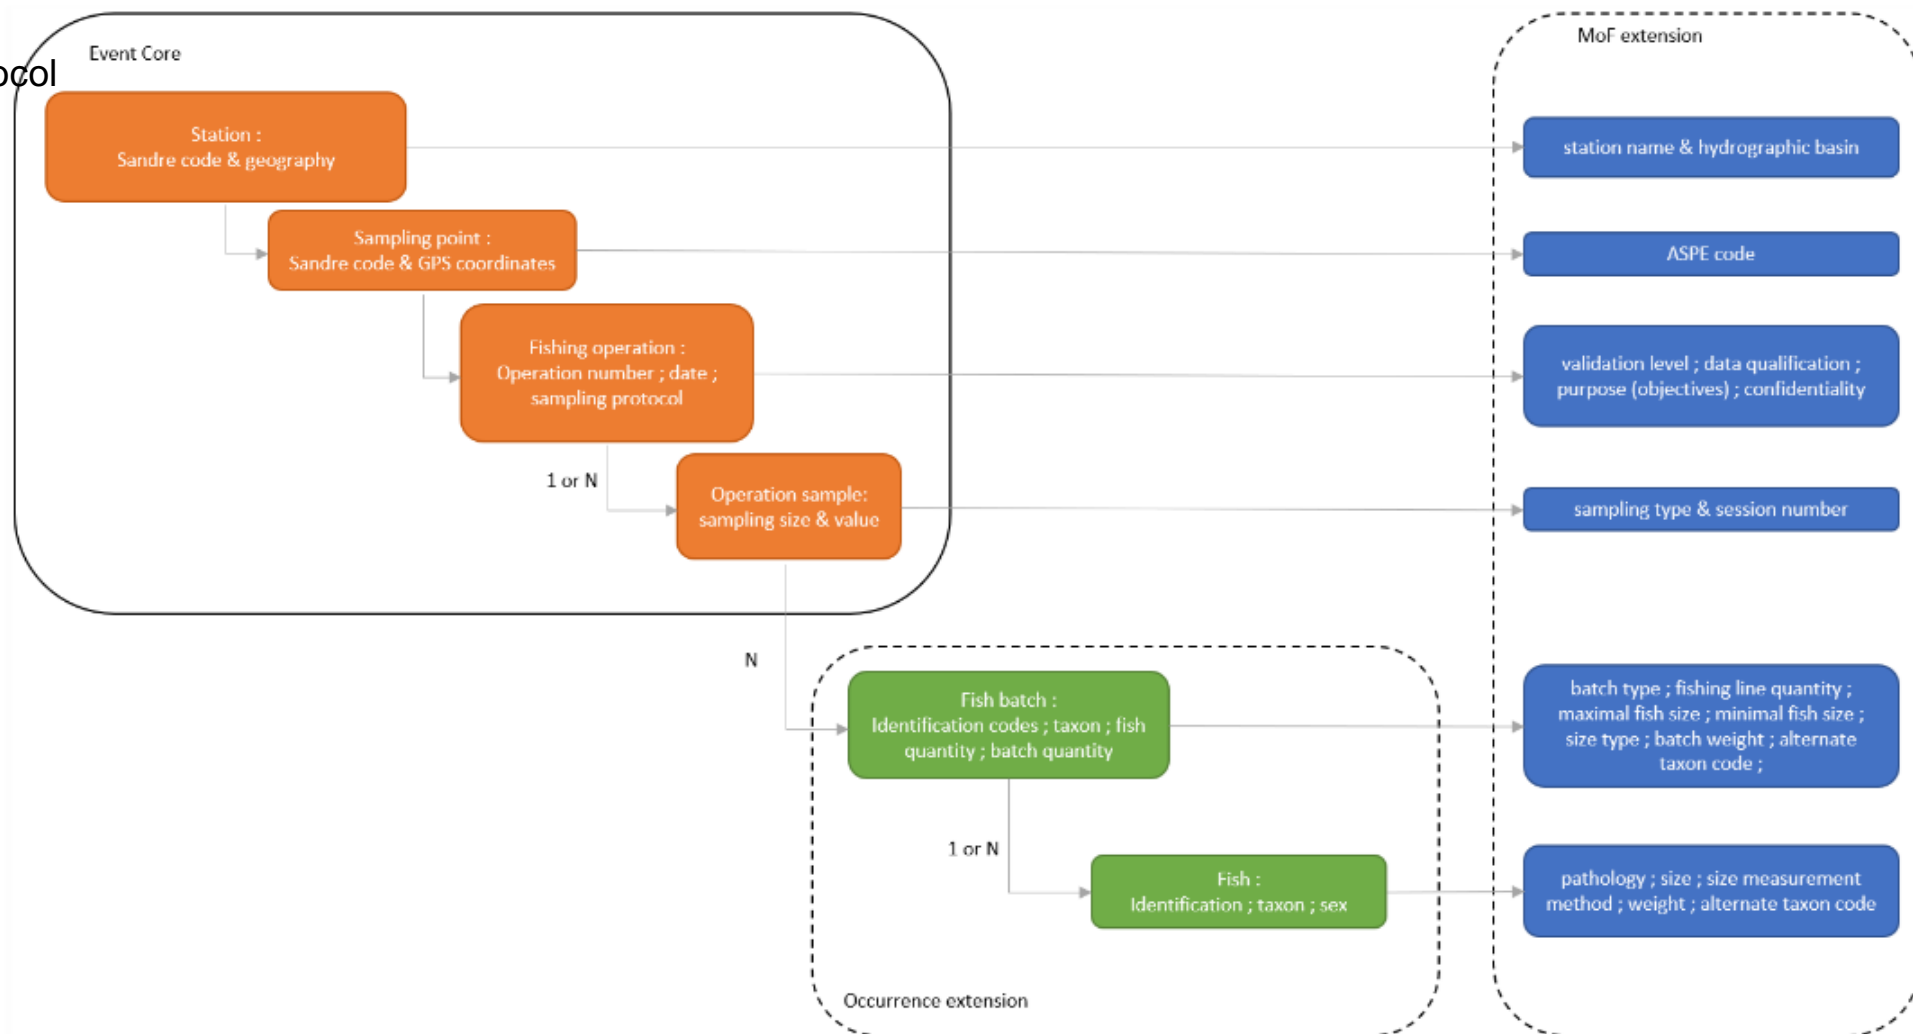 Event Core
ocol
Station :
Sandre code & geography
Sampling point :
Sandre code & GPS coordinates
Fishing operation :
Operation number ; date ;
sampling protocol
1 or N
Operation sample:
sampling size & value
N
Fish batch :
Identification codes ; taxon ; fish
quantity ; batch quantity
1 or N
Fish :
Identification ; taxon ; sex
Occurrence extension
MoF extension
station name & hydrographic basin
ASPE code
validation level ; data qualification ;
purpose (objectives) ; confidentiality
sampling type & session number
batch type ; fishing line quantity ;
maximal fish size ; minimal fish size ;
size type ; batch weight ; alternate
taxon code ;
pathology ; size ; size measurement
method ; weight ; alternate taxon code